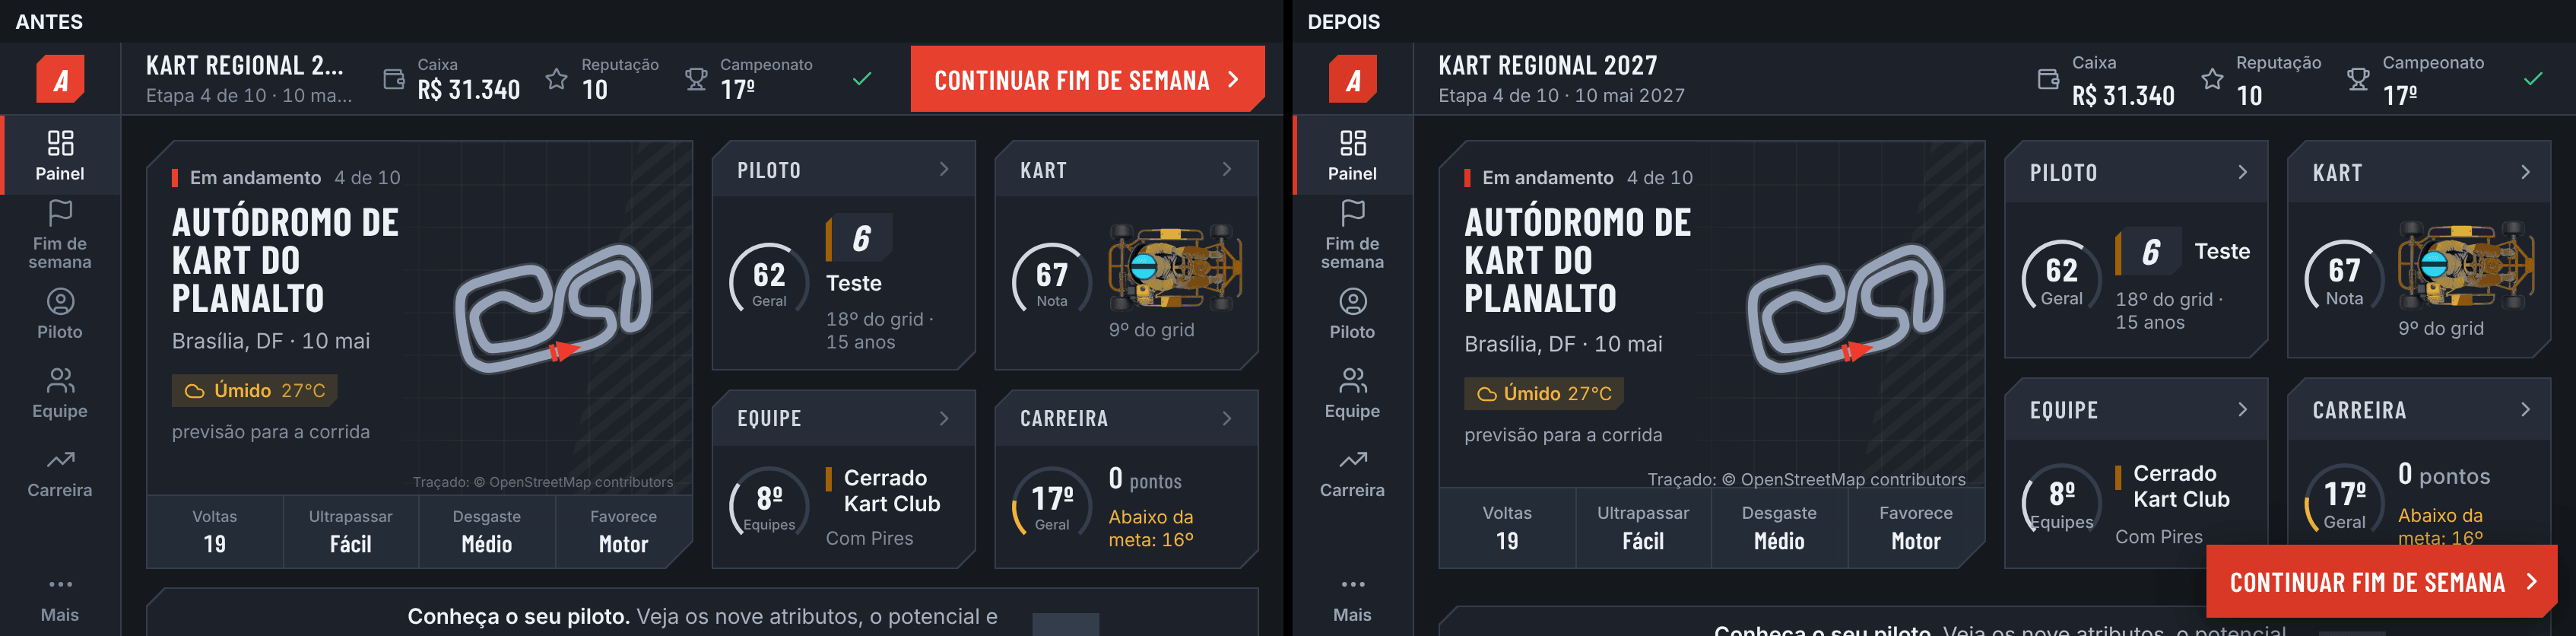 ANTES
A
KART REGIONAL 2...
Etapa 4 de 10 · 10 ma...
Caixa
R$ 31.340
Reputação
10
Campeonato
17º
CONTINUAR FIM DE SEMANA
Painel
Fim de
semana
Piloto
Equipe
Carreira
Mais
Em andamento 4 de 10
AUTÓDROMO DE
KART DO
PLANALTO
Brasília, DF · 10 mai
Úmido 27°C
previsão para a corrida
Traçado: © OpenStreetMap contributors
Voltas
19
Ultrapassar
Fácil
Desgaste
Médio
Favorece
Motor
PILOTO
62
Geral
6
Teste
18º do grid ·
15 anos
KART
67
Nota
9º do grid
EQUIPE
8º
Equipes
Cerrado
Kart Club
Com Pires
CARREIRA
17º
Geral
0 pontos
Abaixo da
meta: 16º
Conheça o seu piloto. Veja os nove atributos, o potencial e
DEPOIS
A
KART REGIONAL 2027
Etapa 4 de 10 · 10 mai 2027
Caixa
R$ 31.340
Reputação
10
Campeonato
17º
Painel
Fim de
semana
Piloto
Equipe
Carreira
Mais
Em andamento 4 de 10
AUTÓDROMO DE
KART DO
PLANALTO
Brasília, DF · 10 mai
Úmido 27°C
previsão para a corrida
Traçado: © OpenStreetMap contributors
Voltas
19
Ultrapassar
Fácil
Desgaste
Médio
Favorece
Motor
PILOTO
62
Geral
6
Teste
18º do grid ·
15 anos
KART
67
Nota
9º do grid
EQUIPE
8º
Equipes
Cerrado
Kart Club
Com Pires
CARREIRA
17º
Geral
0 pontos
Abaixo da
meta: 16º
CONTINUAR FIM DE SEMANA
Conheça o seu piloto. Veja os nove atributos, o potencial